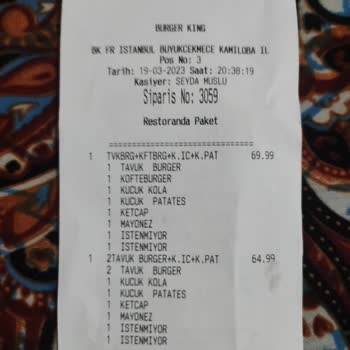 BURGER KING
BK FR ISTANBUL BUYUKCEKMECE KAMILOBA IL
Pos No: 3
Tarih: 19-03-2023 Saat: 20:38:19
Kasiyer: SEYDA MUSLU
Siparis No: 3059
Restoranda Paket
==============================
1 TVKBRG+KFTBRG+K.IC+K.PAT 69.99
1 TAVUK BURGER
1 KOFTEBURGER
1 KUCUK KOLA
1 KUCUK PATATES
1 KETCAP
1 MAYONEZ
1 ISTENMIYOR
1 ISTENMIYOR
1 2TAVUK BURGER+K.IC+K.PAT 64.99
2 TAVUK BURGER
1 KUCUK KOLA
1 KUCUK PATATES
1 KETCAP
1 MAYONEZ
1 ISTENMIYOR
1 ISTENMIYOR